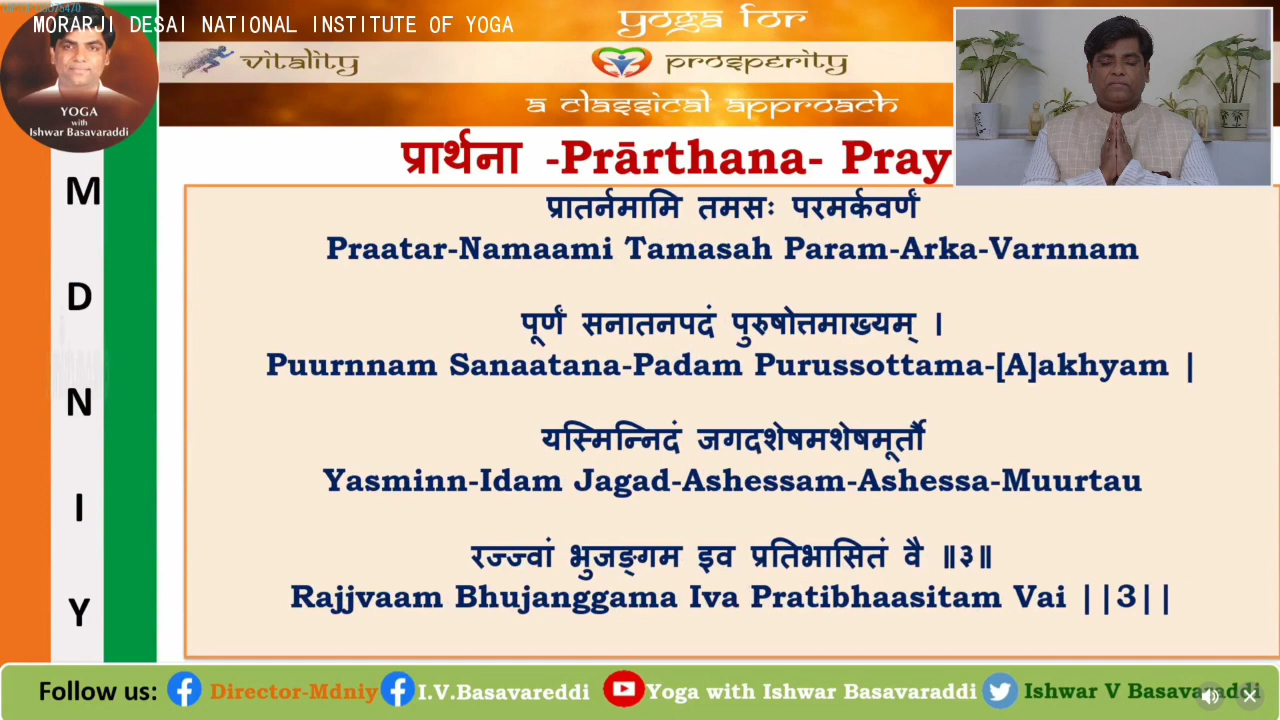 MORARJI DESAI NATIONAL INSTITUTE OF YOGA
yoga for
vitality
prosperity
a classical approach
YOGA
with
Ishwar Basavaraddi
M
D
N
I
Y
प्रार्थना -Prārthana- Pray
प्रातर्नमामि तमसः परमर्कवर्णं
Praatar-Namaami Tamasah Param-Arka-Varnnam
पूर्णं सनातनपदं पुरुषोत्तमाख्यम् ।
Puurnnam Sanaatana-Padam Purussottama-[A]akhyam |
यस्मिन्निदं जगदशेषमशेषमूर्तौ
Yasminn-Idam Jagad-Ashessam-Ashessa-Muurtau
रज्ज्वां भुजङ्गम इव प्रतिभासितं वै ॥३॥
Rajjvaam Bhujanggama Iva Pratibhaasitam Vai ||3||
Follow us: Director-Mdniy I.V.Basavareddi Yoga with Ishwar Basavaraddi Ishwar V Basavaraddi